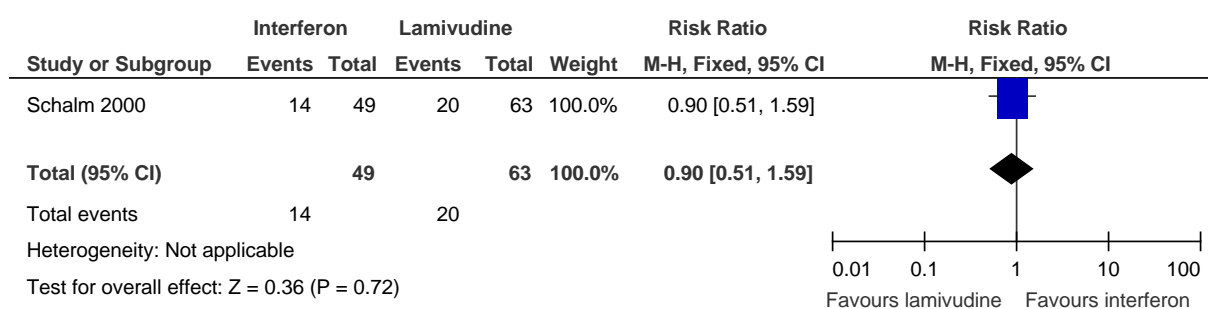 Interferon Lamivudine Risk Ratio Risk Ratio
Study or Subgroup Events Total Events Total Weight M-H, Fixed, 95% CI M-H, Fixed, 95% CI
Schalm 2000 14 49 20 63 100.0% 0.90 [0.51, 1.59]
Total (95% CI) 49 63 100.0% 0.90 [0.51, 1.59]
Total events 14 20
Heterogeneity: Not applicable
Test for overall effect: Z = 0.36 (P = 0.72)
0.01 0.1 1 10 100
Favours lamivudine Favours interferon